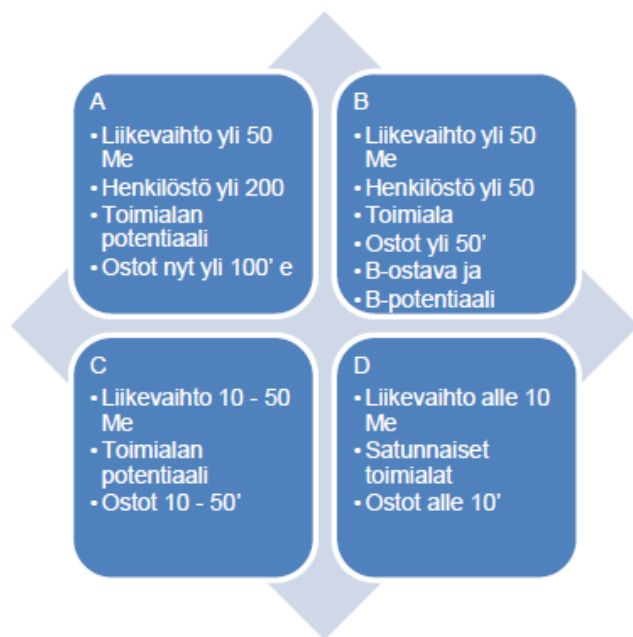 A
• Liikevaihto yli 50
Me
• Henkilöstö yli 200
• Toimialan
potentiaali
• Ostot nyt yli 100' e
B
• Liikevaihto yli 50
Me
• Henkilöstö yli 50
• Toimiala
• Ostot yli 50'
• B-ostava ja
• B-potentiaali
C
• Liikevaihto 10 - 50
Me
• Toimialan
potentiaali
• Ostot 10 - 50'
D
• Liikevaihto alle 10
Me
• Satunnaiset
toimialat
• Ostot alle 10'